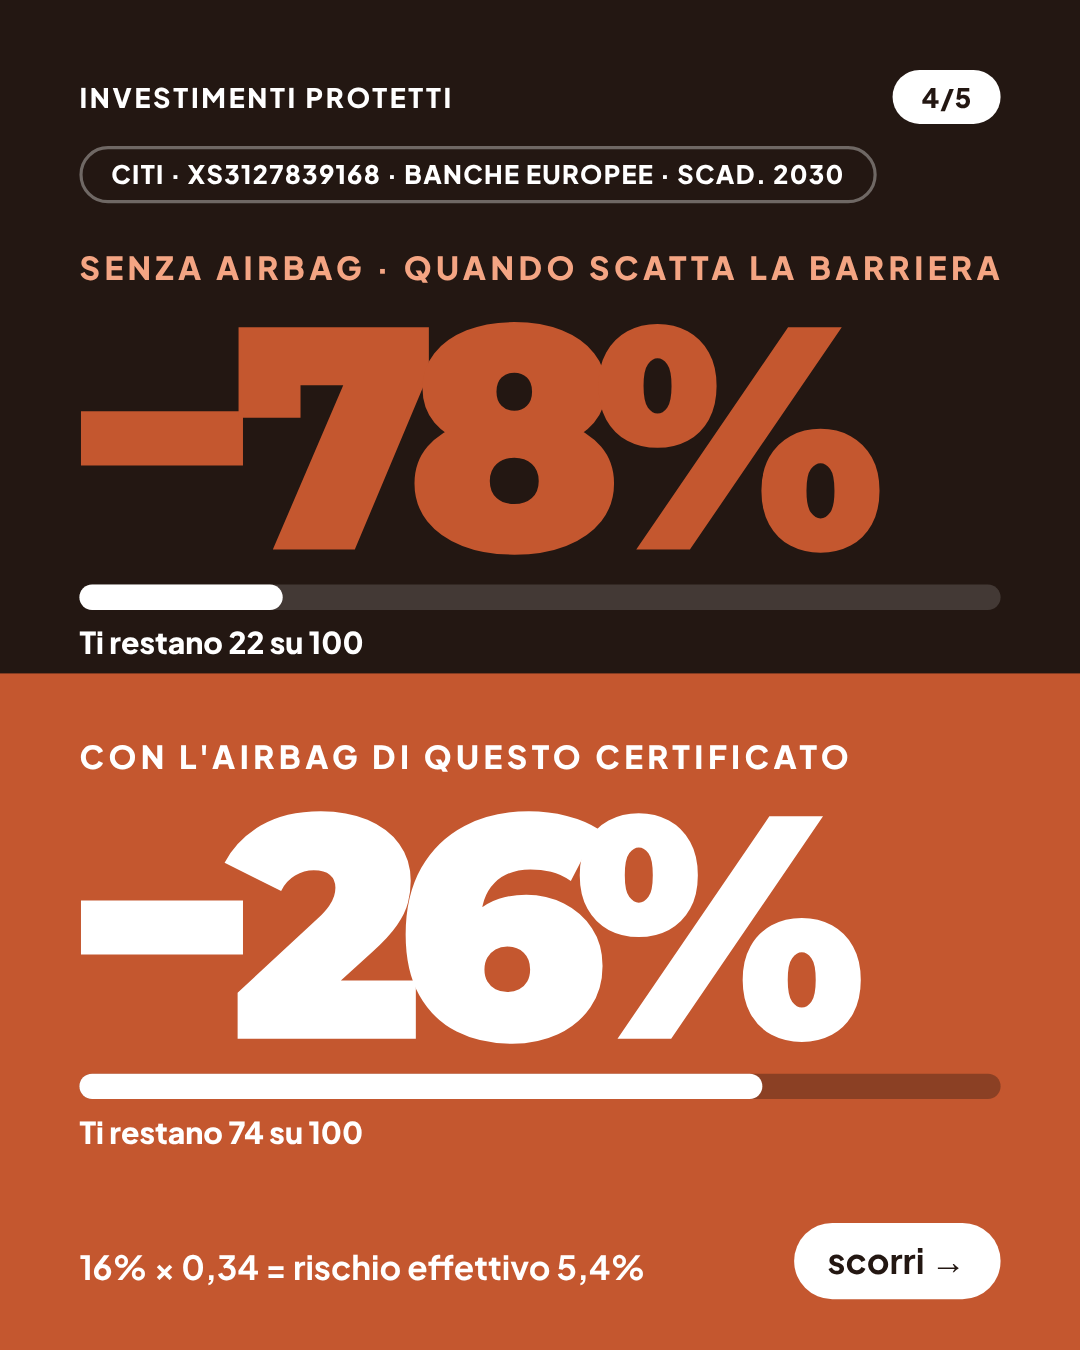 INVESTIMENTI PROTETTI
4/5
CITI · XS3127839168 · BANCHE EUROPEE · SCAD. 2030
SENZA AIRBAG · QUANDO SCATTA LA BARRIERA
–78%
Ti restano 22 su 100
CON L'AIRBAG DI QUESTO CERTIFICATO
–26%
Ti restano 74 su 100
16% × 0,34 = rischio effettivo 5,4%
scorri →